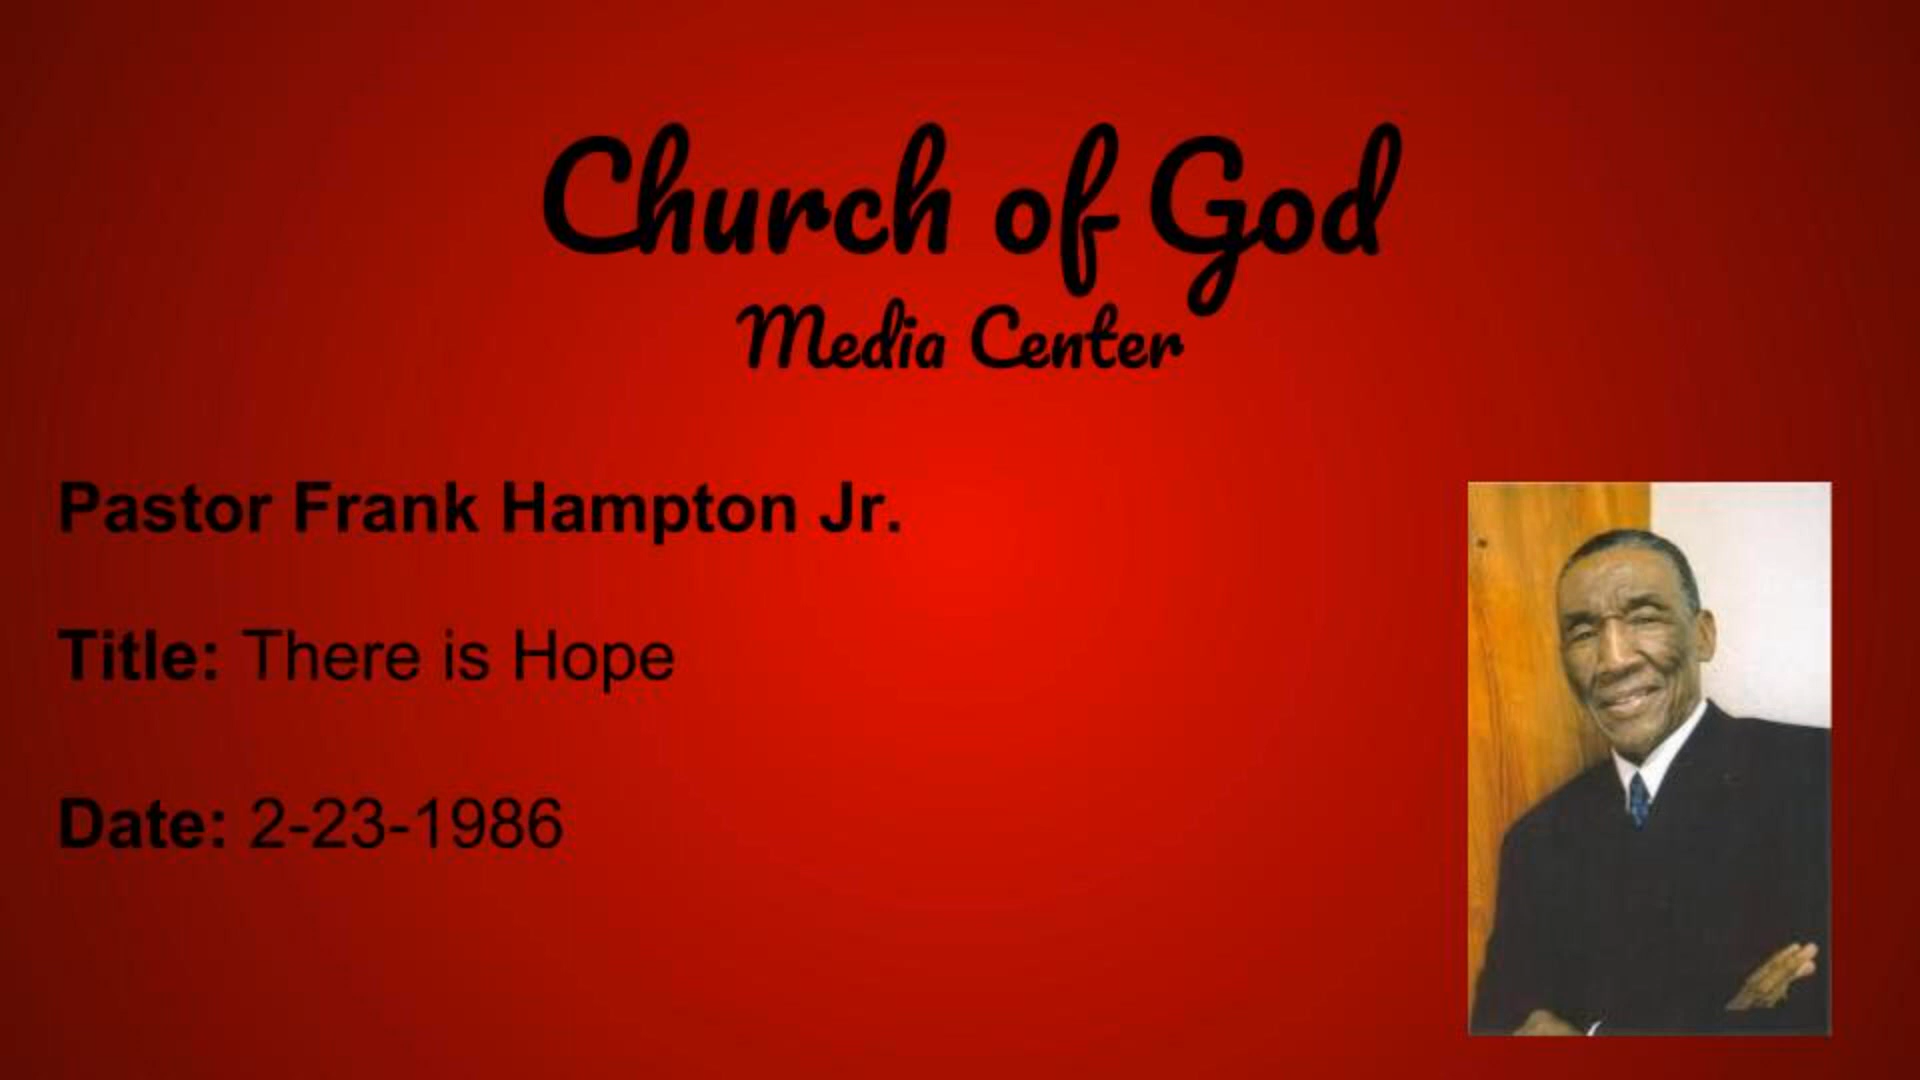 Church of God
Media Center
Pastor Frank Hampton Jr.
Title: There is Hope
Date: 2-23-1986